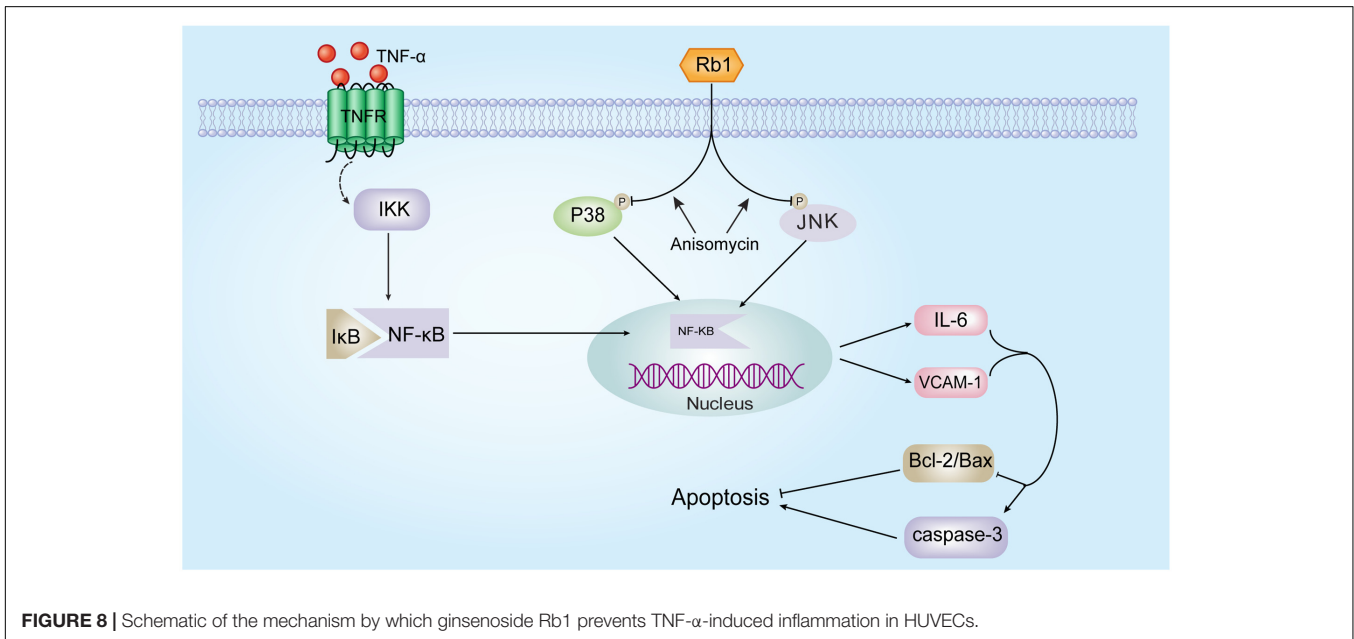 TNF-α
Rb1
TNFR
IKK
P
P
P38
JNK
Anisomycin
IκB
NF-κB
NF-KB
Nucleus
IL-6
VCAM-1
Bcl-2/Bax
Apoptosis
caspase-3
FIGURE 8 | Schematic of the mechanism by which ginsenoside Rb1 prevents TNF-α-induced inflammation in HUVECs.